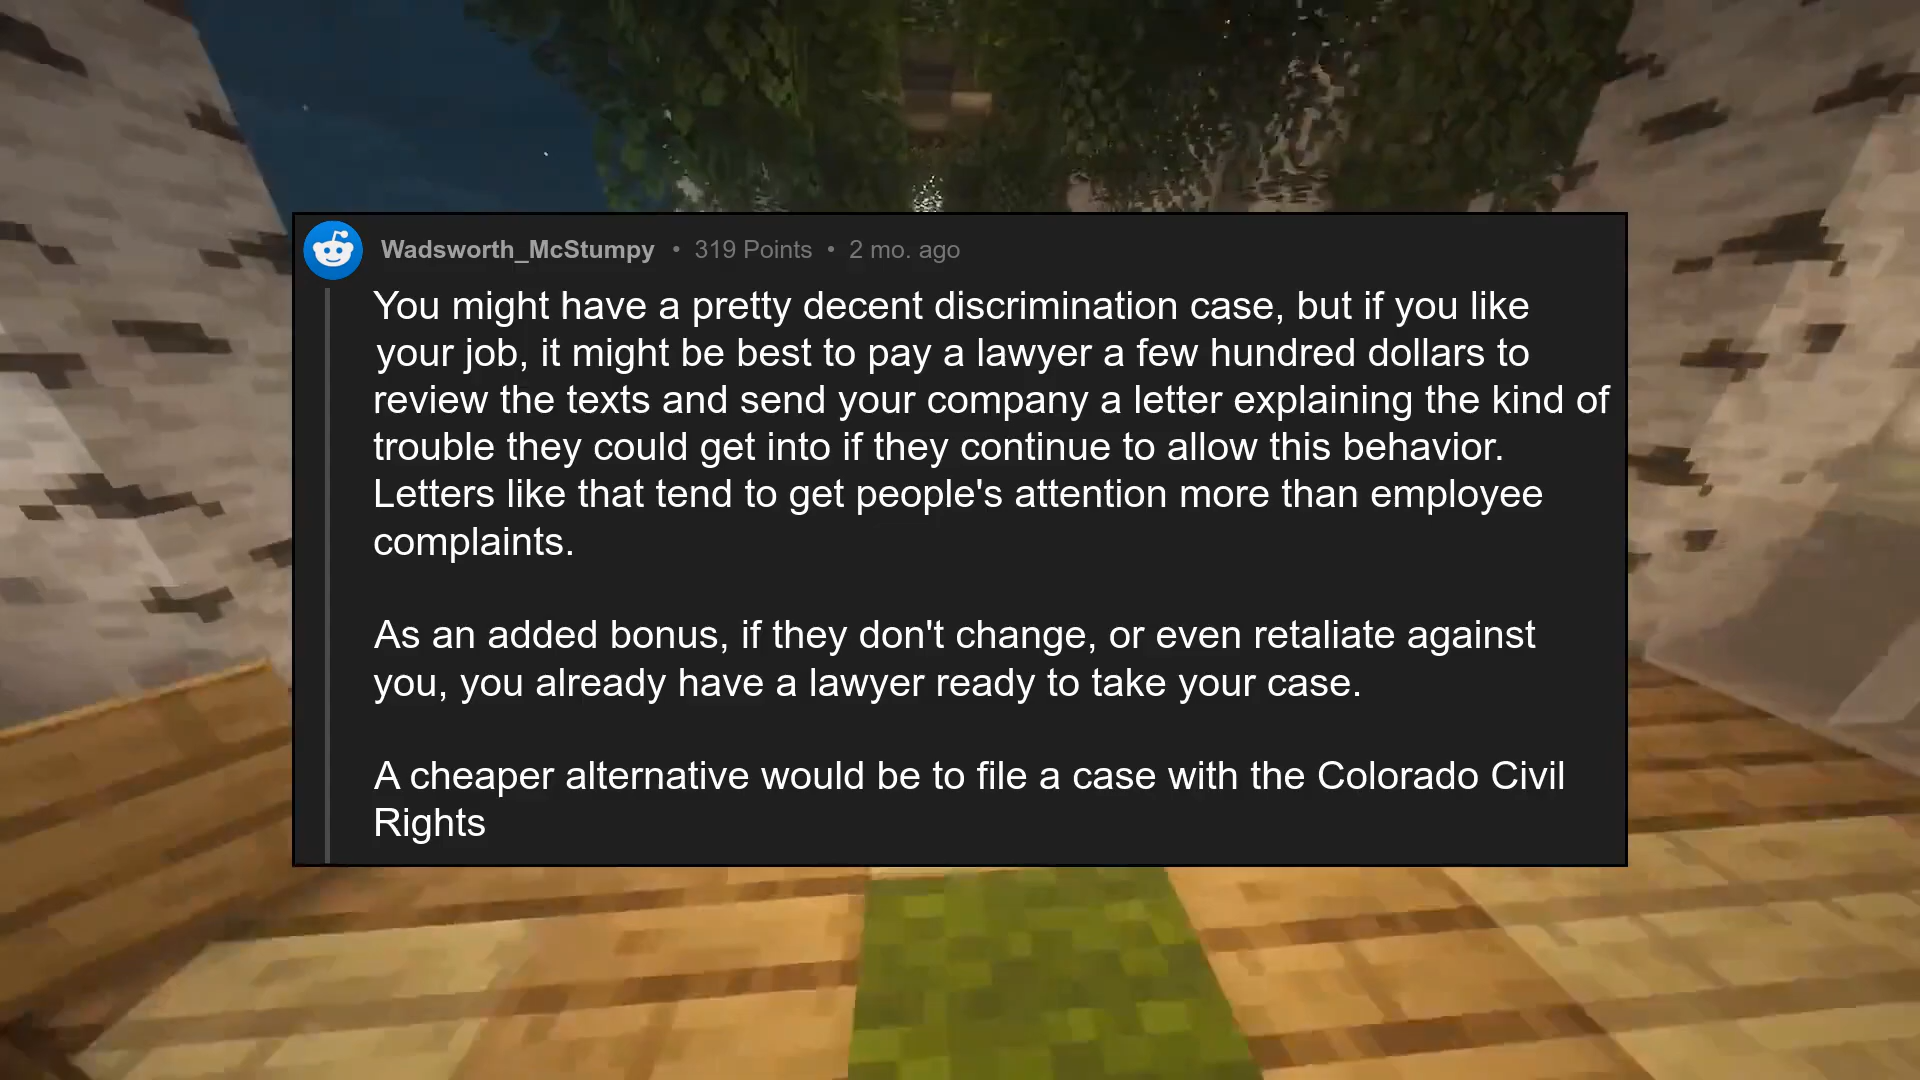 Wadsworth_McStumpy • 319 Points • 2 mo. ago
You might have a pretty decent discrimination case, but if you like
your job, it might be best to pay a lawyer a few hundred dollars to
review the texts and send your company a letter explaining the kind of
trouble they could get into if they continue to allow this behavior.
Letters like that tend to get people's attention more than employee
complaints.
As an added bonus, if they don't change, or even retaliate against
you, you already have a lawyer ready to take your case.
A cheaper alternative would be to file a case with the Colorado Civil
Rights